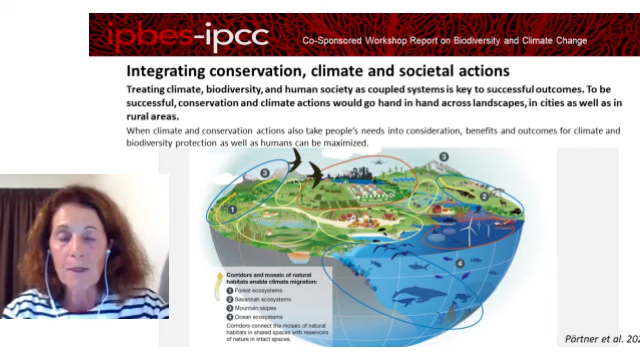 ipbes-ipcc
Co-Sponsored Workshop Report on Biodiversity and Climate Change
Integrating conservation, climate and societal actions
Treating climate, biodiversity, and human society as coupled systems is key to successful outcomes. To be
successful, conservation and climate actions would go hand in hand across landscapes, in cities as well as in
rural areas.
When climate and conservation actions also take people's needs into consideration, benefits and outcomes for climate and
biodiversity protection as well as humans can be maximized.
3
3
1
2
4
Corridors and mosaic of natural
habitats enable climate migration:
1 Forest ecosystems
2 Savannah ecosystems
3 Mountain slopes
4 Ocean ecosystems
Corridors connect the mosaic of natural
habitats in shared spaces with reservoirs
of nature in intact spaces.
Pörtner et al. 20